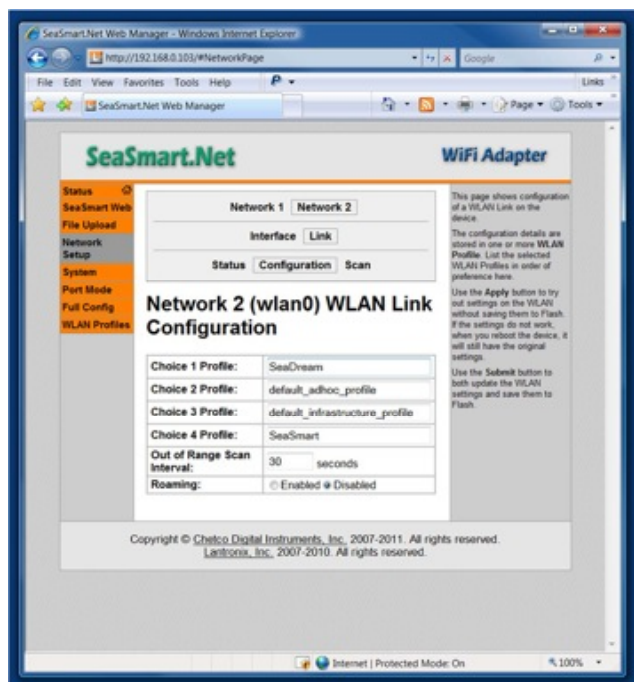 SeaSmart.Net Web Manager - Windows Internet Explorer
http://192.168.0.103/#NetworkPage
Google
File Edit View Favorites Tools Help
Links
SeaSmart.Net Web Manager
Page Tools
SeaSmart.Net
WiFi Adapter
Status
SeaSmart Web
File Upload
Network
Setup
System
Port Mode
Full Config
WLAN Profiles
Network 1 Network 2
Interface Link
Status Configuration Scan
Network 2 (wlan0) WLAN Link
Configuration
Choice 1 Profile: SeaDream
Choice 2 Profile: default_adhoc_profile
Choice 3 Profile: default_infrastructure_profile
Choice 4 Profile: SeaSmart
Out of Range Scan
Interval: 30 seconds
Roaming: Enabled Disabled
This page shows configuration
of a WLAN Link on the
device.
The configuration details are
stored in one or more WLAN
Profile. List the selected
WLAN Profiles in order of
preference here.
Use the Apply button to try
out settings on the WLAN
without saving them to Flash.
If the settings do not work,
when you reboot the device, it
will still have the original
settings.
Use the Submit button to
both update the WLAN
settings and save them to
Flash.
Copyright © Chetco Digital Instruments, Inc. 2007-2011. All rights reserved.
Lantronix, Inc. 2007-2010. All rights reserved.
Internet | Protected Mode: On
100%